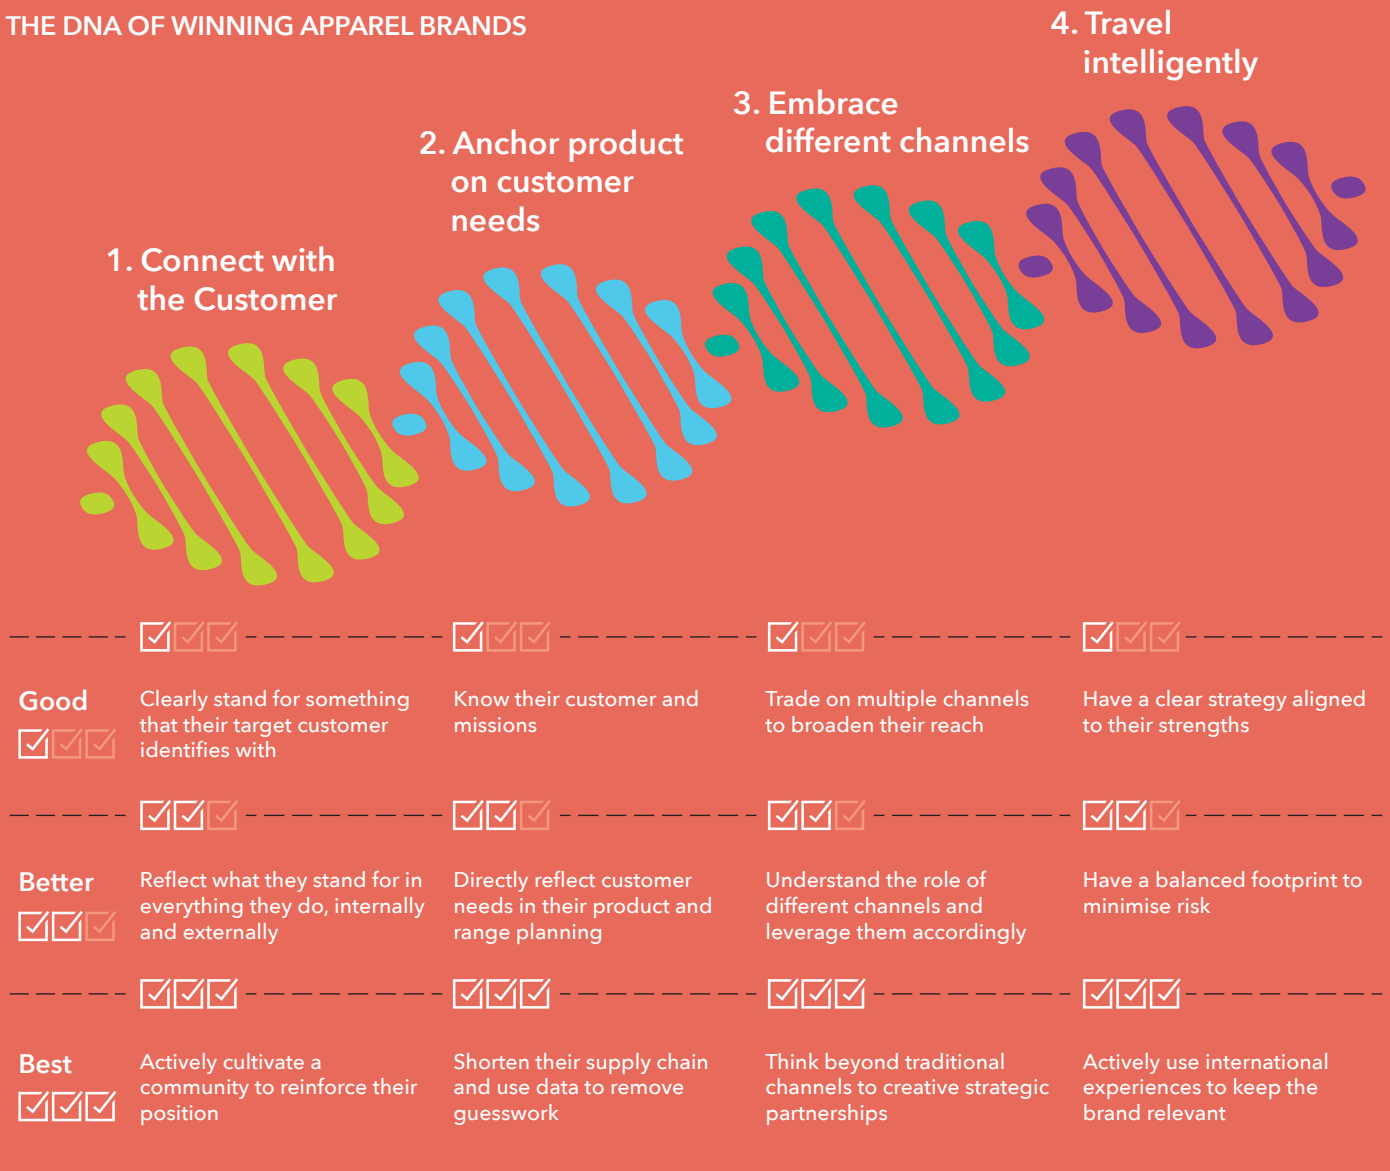 THE DNA OF WINNING APPAREL BRANDS
1. Connect with
the Customer
2. Anchor product
on customer
needs
3. Embrace
different channels
4. Travel
intelligently
Good
Clearly stand for something
that their target customer
identifies with
Know their customer and
missions
Trade on multiple channels
to broaden their reach
Have a clear strategy aligned
to their strengths
Better
Reflect what they stand for in
everything they do, internally
and externally
Directly reflect customer
needs in their product and
range planning
Understand the role of
different channels and
leverage them accordingly
Have a balanced footprint to
minimise risk
Best
Actively cultivate a
community to reinforce their
position
Shorten their supply chain
and use data to remove
guesswork
Think beyond traditional
channels to creative strategic
partnerships
Actively use international
experiences to keep the
brand relevant